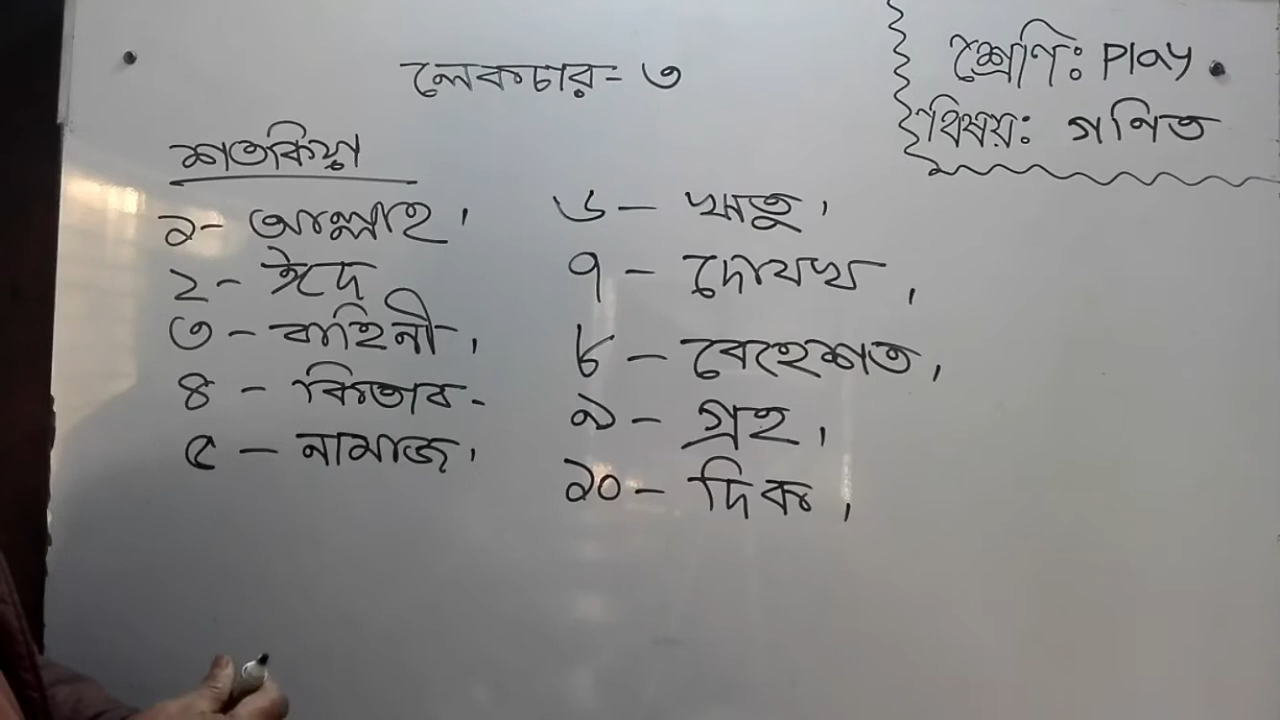 লেকচার- ৩
শ্রেণি: Play.
বিষয়: গণিত
শতকিয়া
১- আল্লাহ,
২- ঈদ
৩- বাহিনী,
৪- কিতাব-
৫- নামাজ,
৬- ঋতু,
৭- দোযখ,
৮- বেহেশত,
৯- গ্রহ,
১০- দিক,